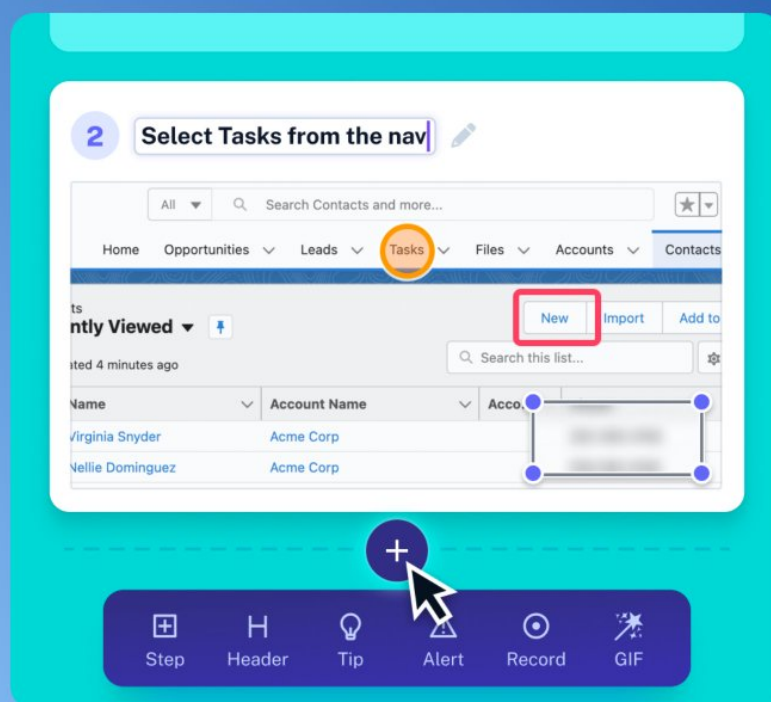 2 Select Tasks from the nav
All Search Contacts and more...
Home Opportunities Leads Tasks Files Accounts Contacts
ts
ntly Viewed
ated 4 minutes ago
New Import Add to
Search this list...
Name Account Name Acco
Virginia Snyder Acme Corp
Nellie Dominguez Acme Corp
Step Header Tip Alert Record GIF